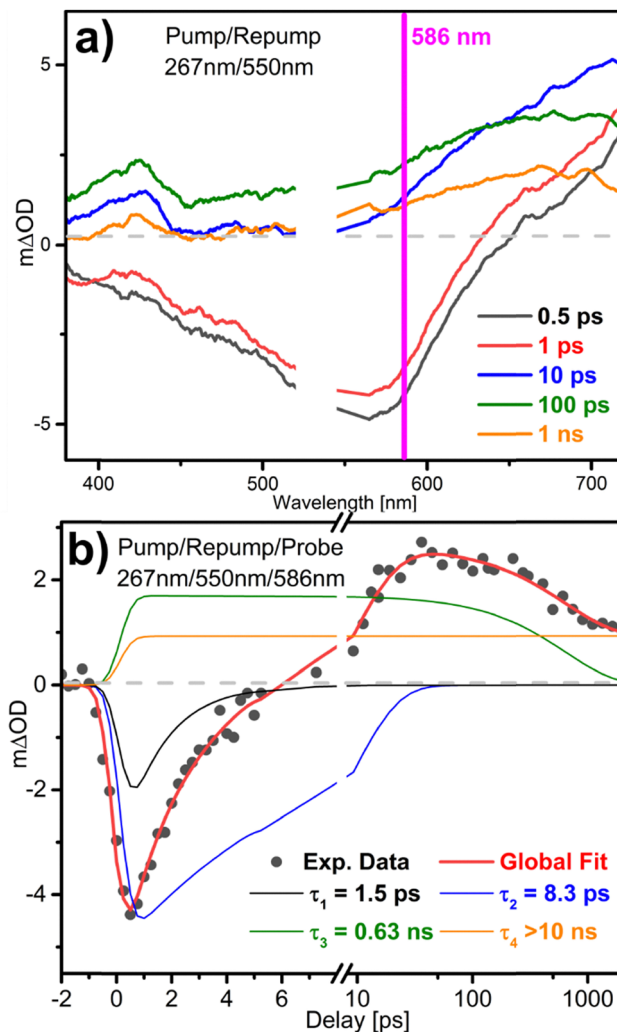 a)
Pump/Repump
267nm/550nm
586 nm
5
0
-5
mΔOD
0.5 ps
1 ps
10 ps
100 ps
1 ns
400 500 600 700
Wavelength [nm]
b)
Pump/Repump/Probe
267nm/550nm/586nm
2
0
-2
-4
mΔOD
Exp. Data Global Fit
τ1 = 1.5 ps τ2 = 8.3 ps
τ3 = 0.63 ns τ4 >10 ns
-2 0 2 4 6 8 10 100 1000
Delay [ps]